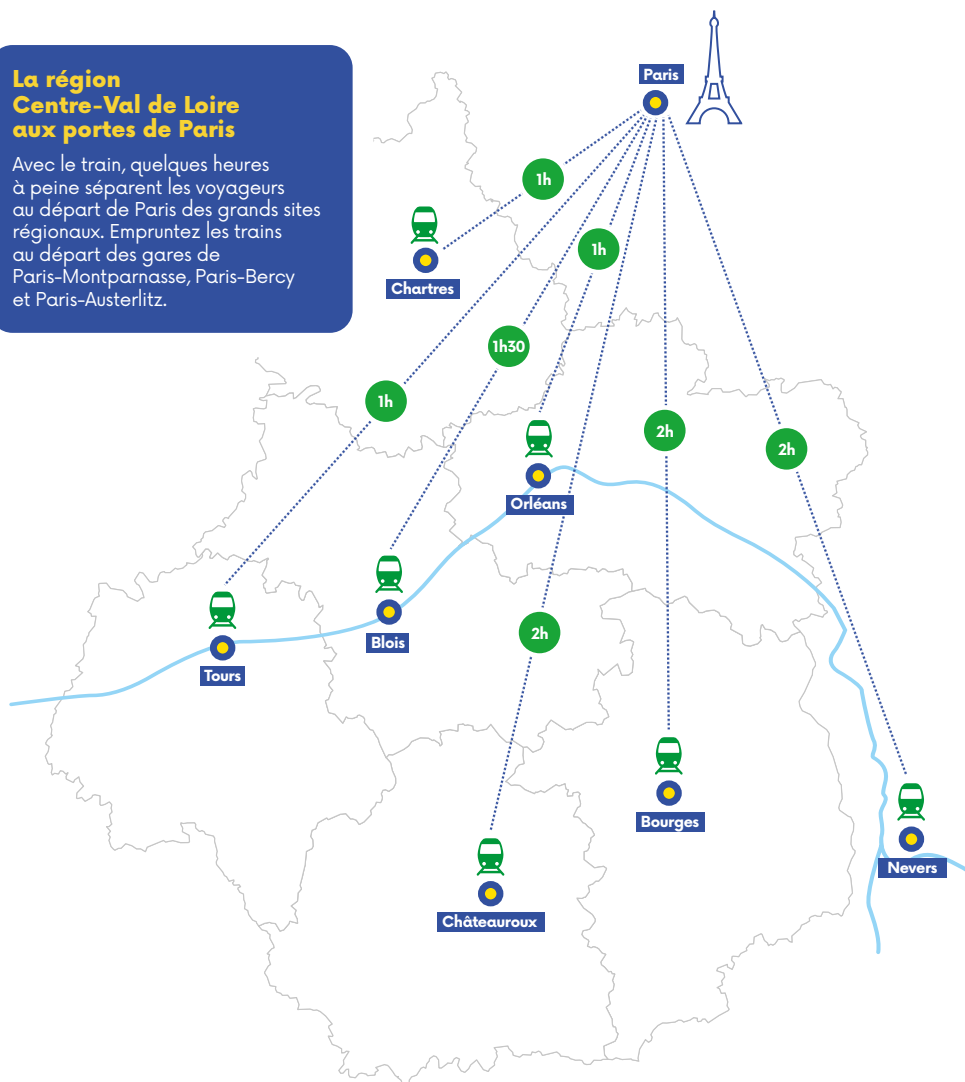 La région
Centre-Val de Loire
aux portes de Paris
Avec le train, quelques heures
à peine séparent les voyageurs
au départ de Paris des grands sites
régionaux. Empruntez les trains
au départ des gares de
Paris-Montparnasse, Paris-Bercy
et Paris-Austerlitz.
Paris
1h
Chartres
1h
1h30
1h
2h
2h
Orléans
Blois
2h
Tours
Bourges
Nevers
Châteauroux